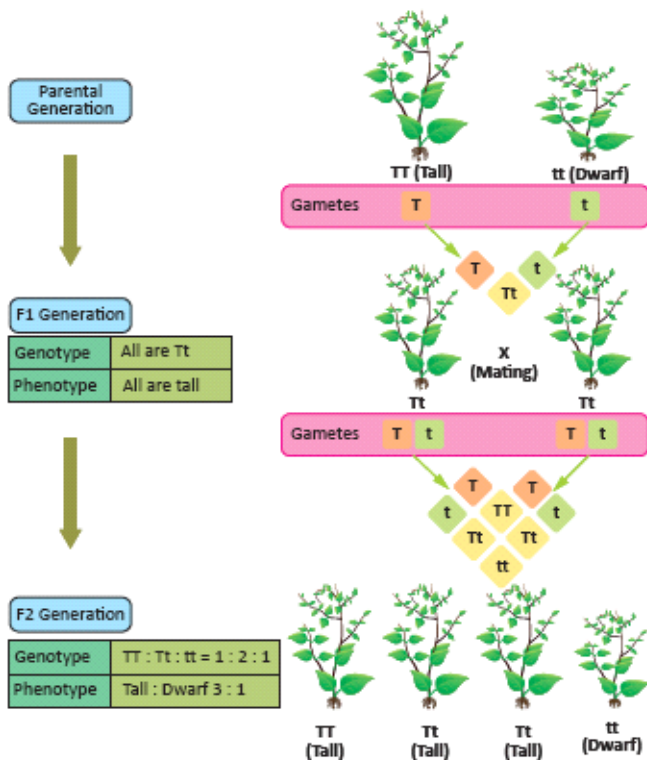 Parental
Generation
TT (Tall)
tt (Dwarf)
Gametes
T
t
T
t
Tt
F1 Generation
Genotype
All are Tt
Phenotype
All are tall
X
(Mating)
Tt
Tt
Gametes
T
t
T
t
T
T
t
TT
t
Tt
Tt
tt
F2 Generation
Genotype
TT : Tt : tt = 1 : 2 : 1
Phenotype
Tall : Dwarf 3 : 1
TT
(Tall)
Tt
(Tall)
Tt
(Tall)
tt
(Dwarf)